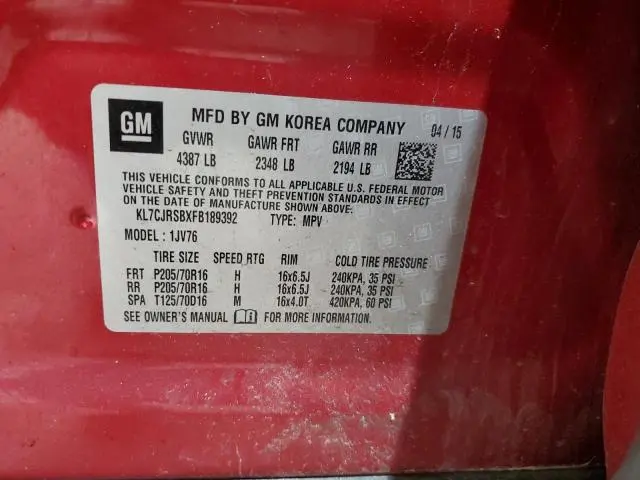 GM
MFD BY GM KOREA COMPANY 04 / 15
GVWR GAWR FRT GAWR RR
4387 LB 2348 LB 2194 LB
THIS VEHICLE CONFORMS TO ALL APPLICABLE U.S. FEDERAL MOTOR
VEHICLE SAFETY AND THEFT PREVENTION STANDARDS IN EFFECT
ON THE DATE OF MANUFACTURE SHOWN ABOVE.
KL7CJRSBXFB189392 TYPE: MPV
MODEL : 1JV76
TIRE SIZE SPEED RTG RIM COLD TIRE PRESSURE
FRT P205/70R16 H 16x6.5J 240KPA, 35 PSI
RR P205/70R16 H 16x6.5J 240KPA, 35 PSI
SPA T125/70D16 M 16x4.0T 420KPA, 60 PSI
SEE OWNER'S MANUAL FOR MORE INFORMATION.